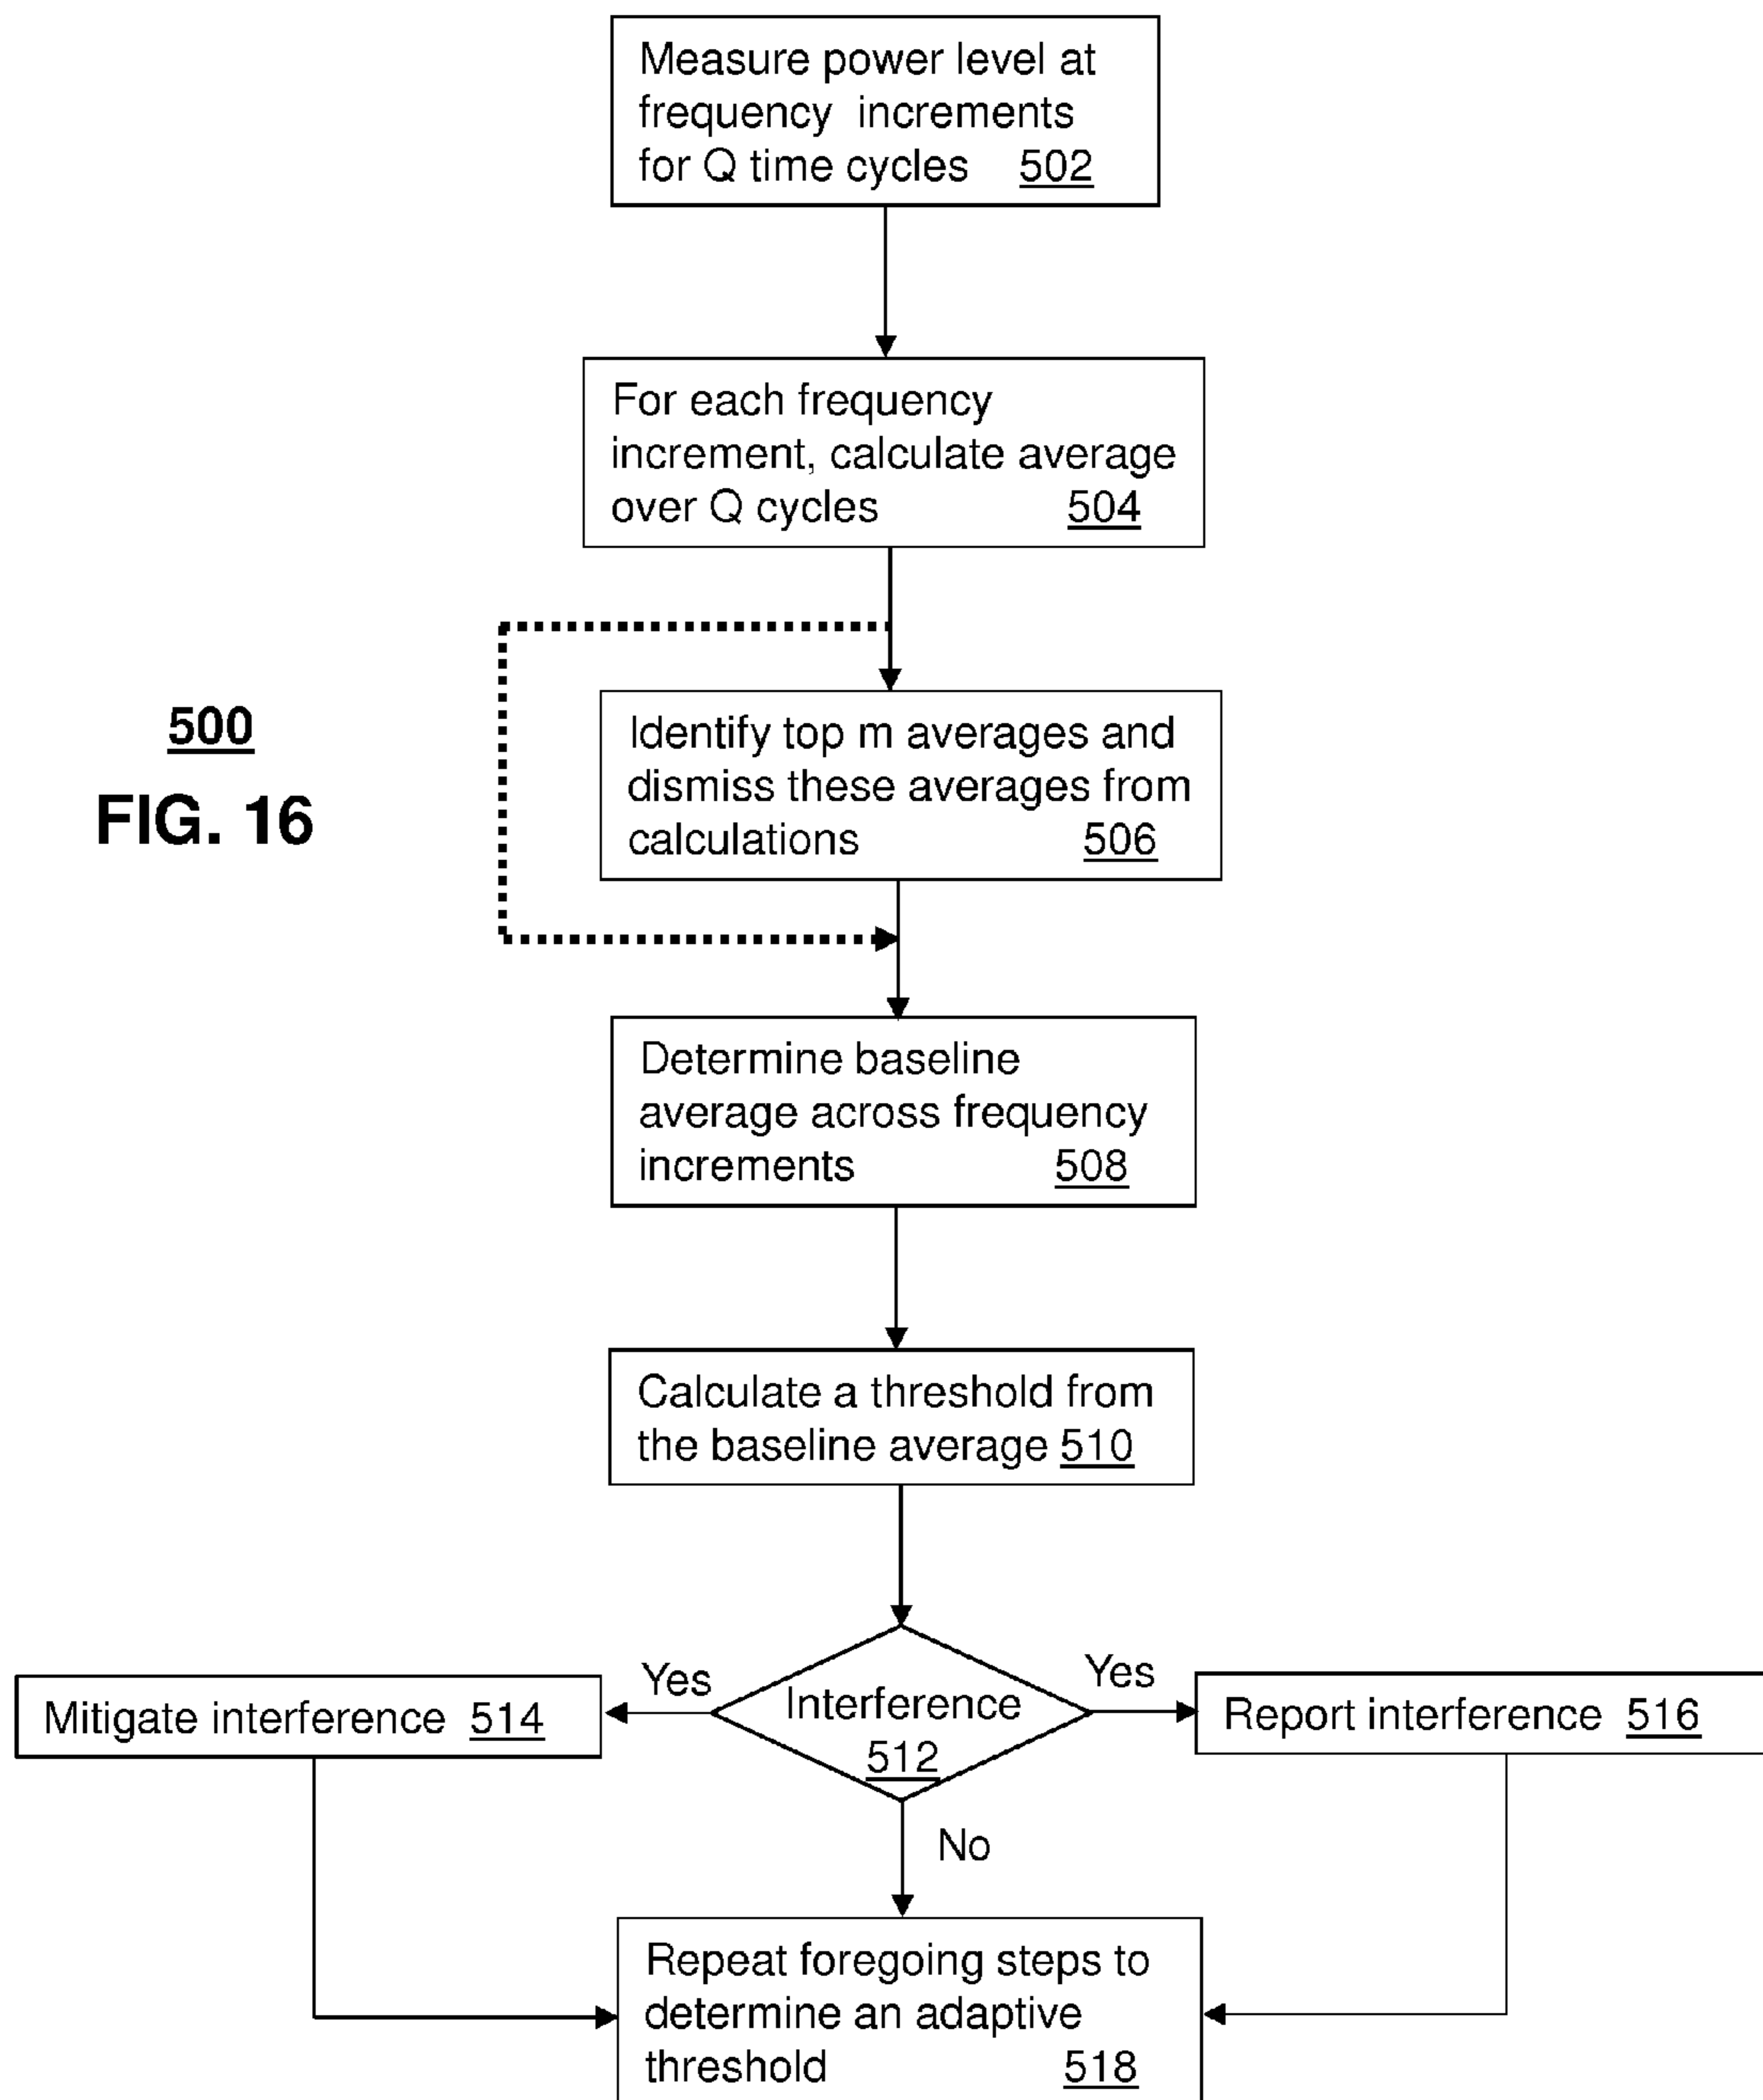 Measure power level at
frequency increments
for Q time cycles 502
For each frequency
increment, calculate average
over Q cycles 504
500
FIG. 16
Identify top m averages and
dismiss these averages from
calculations 506
Determine baseline
average across frequency
increments 508
Calculate a threshold from
the baseline average 510
Yes
Interference
512
Yes
Mitigate interference 514
Report interference 516
No
Repeat foregoing steps to
determine an adaptive
threshold 518